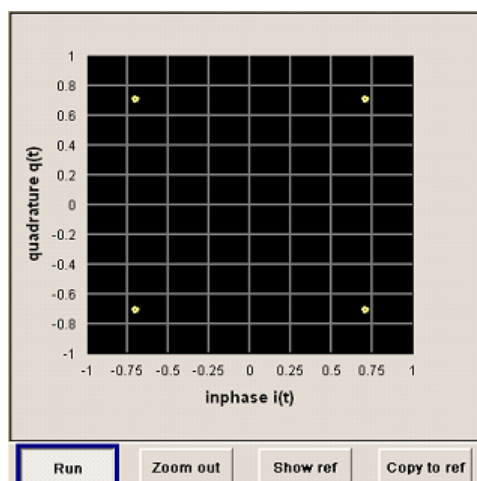 quadrature q(t)
1
0.8
0.6
0.4
0.2
0
-0.2
-0.4
-0.6
-0.8
-1
-1 -0.75 -0.5 -0.25 0 0.25 0.5 0.75 1
inphase i(t)
Run Zoom out Show ref Copy to ref